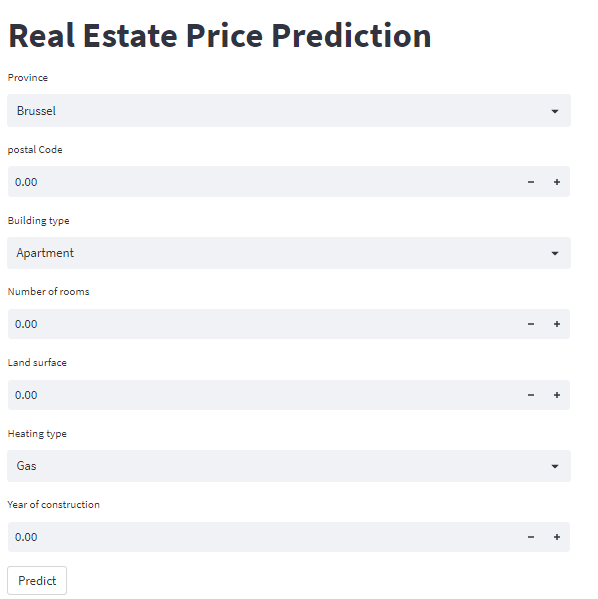 Real Estate Price Prediction
Province
Brussel
postal Code
0.00
Building type
Apartment
Number of rooms
0.00
Land surface
0.00
Heating type
Gas
Year of construction
0.00
Predict